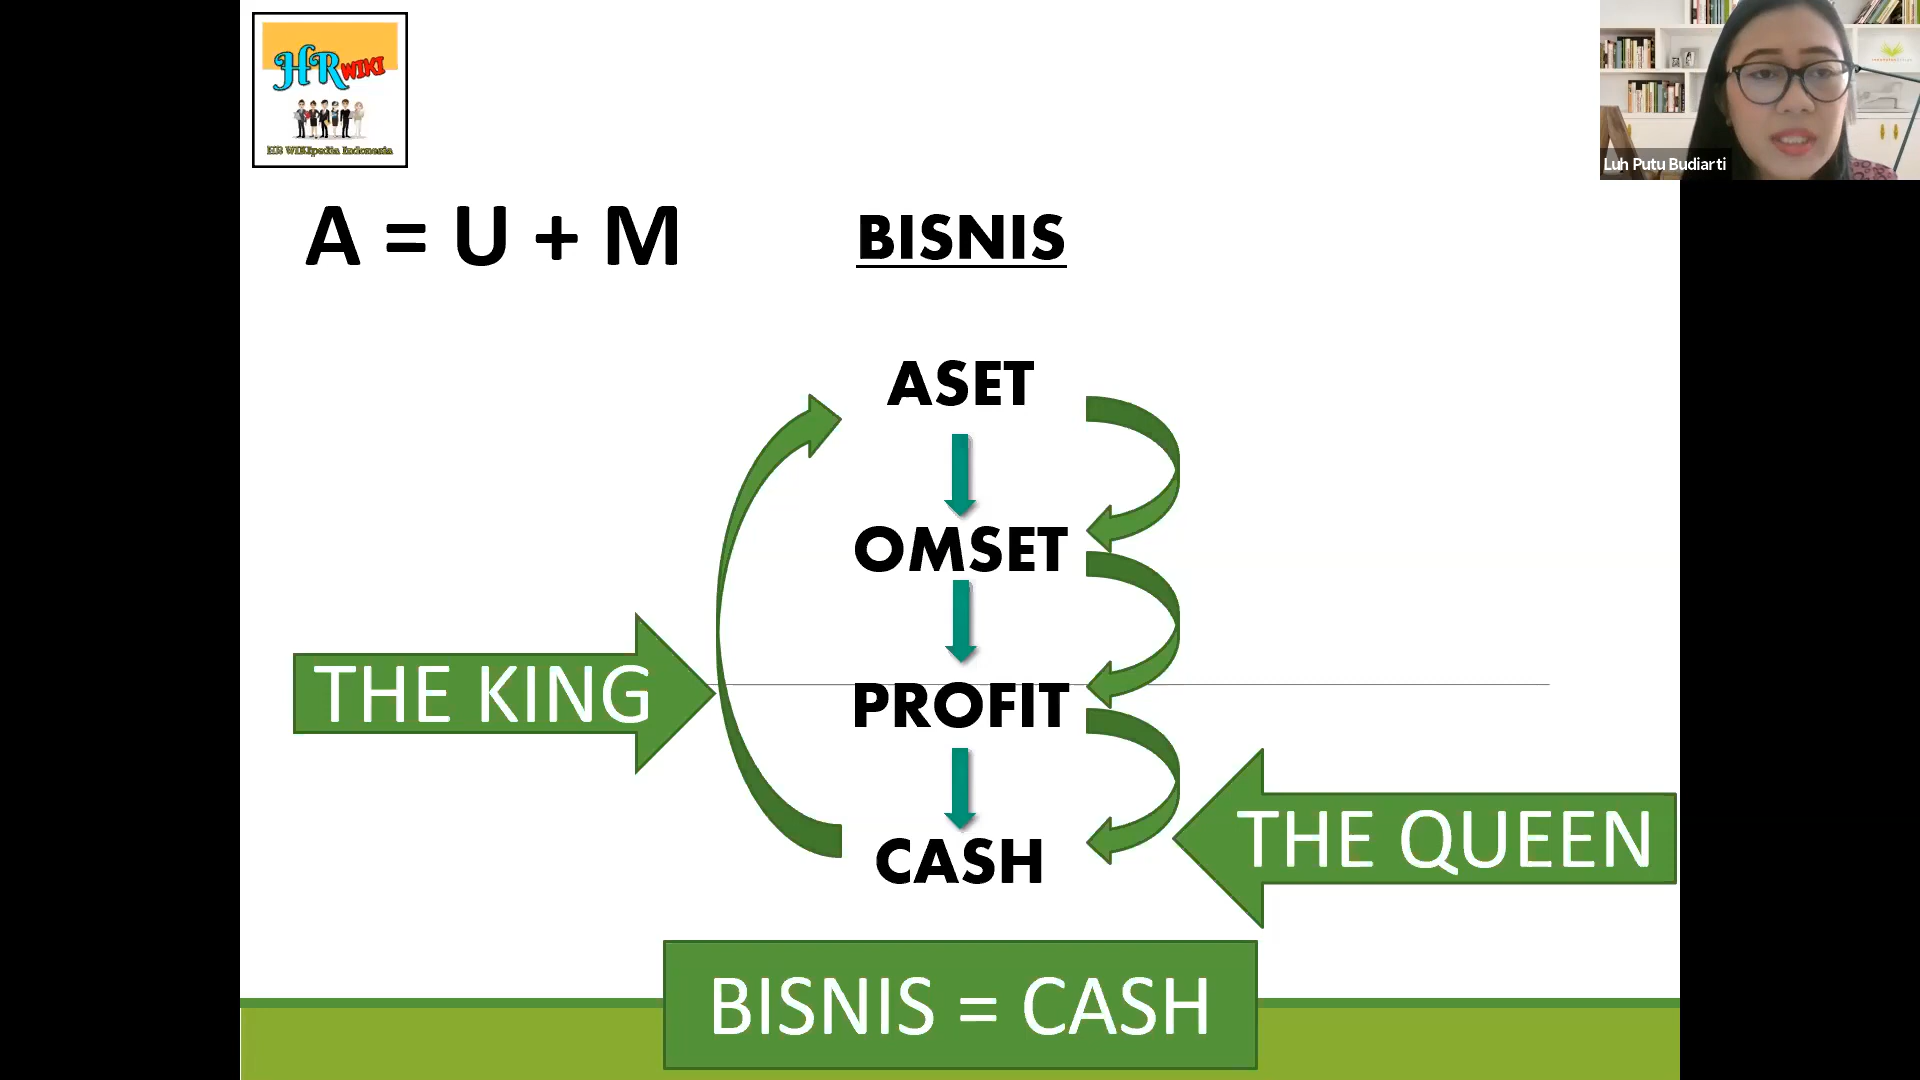 HR WIKI
HR WIKIpedia Indonesia
Luh Putu Budiarti
A = U + M
BISNIS
ASET
OMSET
THE KING
PROFIT
THE QUEEN
CASH
BISNIS = CASH